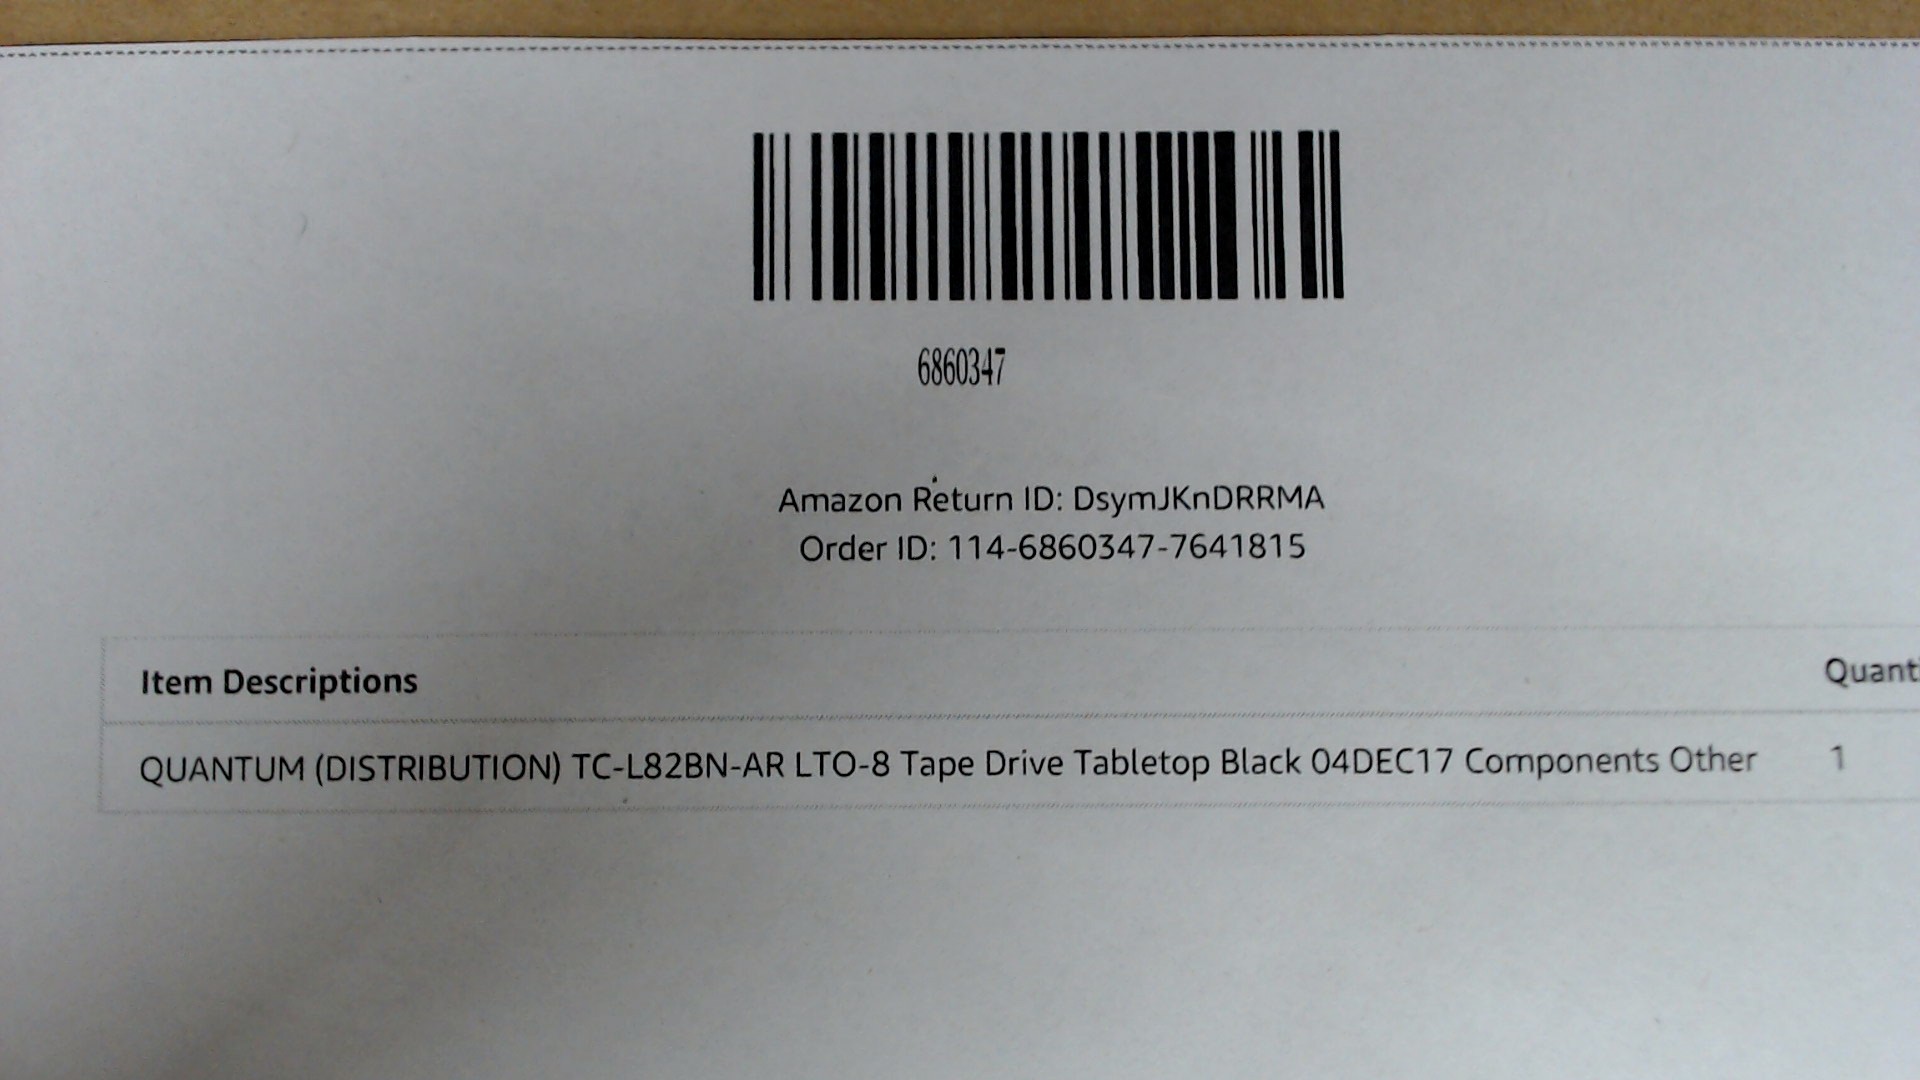 6860347
Amazon Return ID: DsymJKnDRRMA
Order ID: 114-6860347-7641815
Item Descriptions Quanti
QUANTUM (DISTRIBUTION) TC-L82BN-AR LTO-8 Tape Drive Tabletop Black 04DEC17 Components Other 1